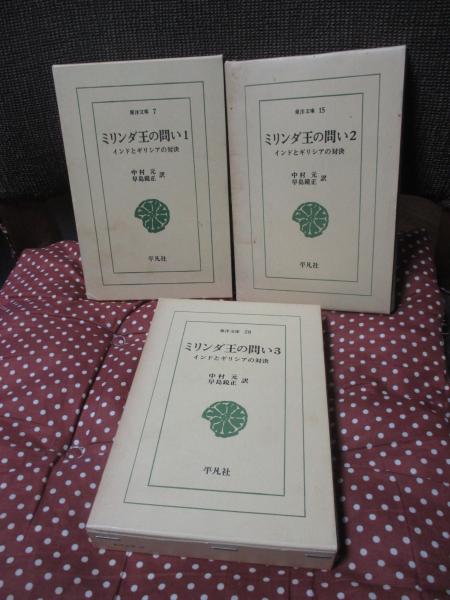 東洋文庫 7
ミリンダ王の問い 1
インドとギリシアの対決
中村 元
早島鏡正 訳
平凡社
東洋文庫 15
ミリンダ王の問い 2
インドとギリシアの対決
中村 元
早島鏡正 訳
平凡社
東洋文庫 28
ミリンダ王の問い 3
インドとギリシアの対決
中村 元
早島鏡正 訳
平凡社